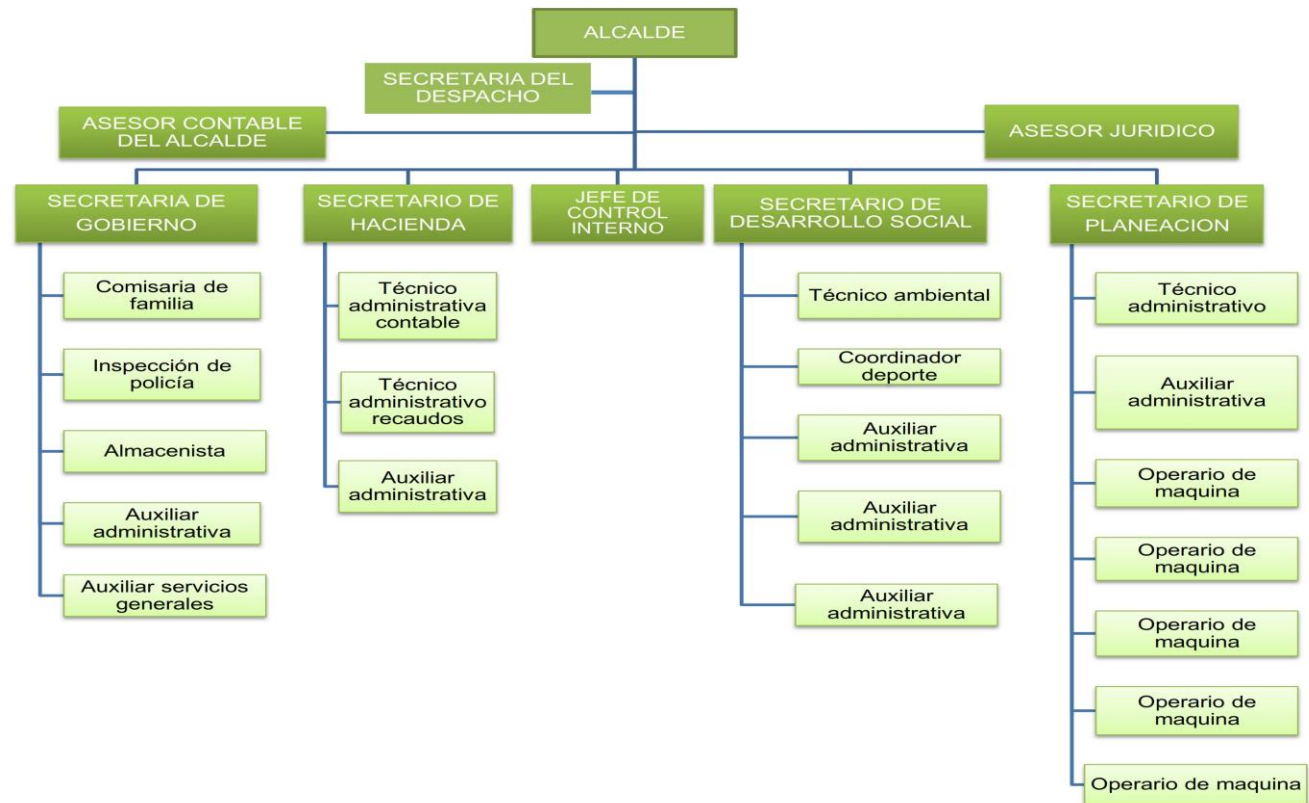 ALCALDE
SECRETARIA DEL
DESPACHO
ASESOR CONTABLE
DEL ALCALDE
ASESOR JURIDICO
SECRETARIA DE
GOBIERNO
SECRETARIO DE
HACIENDA
JEFE DE
CONTROL
INTERNO
SECRETARIO DE
DESARROLLO SOCIAL
SECRETARIO DE
PLANEACION
Comisaria de
familia
Inspección de
policía
Almacenista
Auxiliar
administrativa
Auxiliar servicios
generales
Técnico
administrativa
contable
Técnico
administrativo
recaudos
Auxiliar
administrativa
Técnico ambiental
Coordinador
deporte
Auxiliar
administrativa
Auxiliar
administrativa
Auxiliar
administrativa
Técnico
administrativo
Auxiliar
administrativa
Operario de
maquina
Operario de
maquina
Operario de
maquina
Operario de
maquina
Operario de maquina